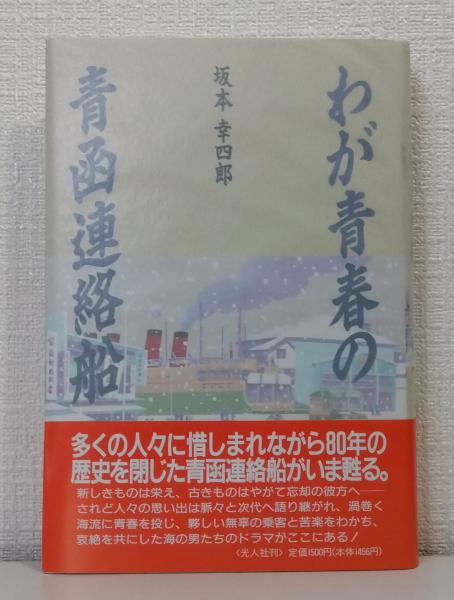 わが青春の
青函連絡船
坂本 幸四郎
多くの人々に惜しまれながら80年の
歴史を閉じた青函連絡船がいま甦る。
新しきものは栄え、古きものはやがて忘却の彼方へ――
されど人々の思い出は脈々と次代へ語り継がれ、渦巻く
海流に青春を投じ、夥しい無辜の乗客と苦楽をわかち、
哀絶を共にした海の男たちのドラマがここにある!
〈光人社刊〉 定価1500円(本体1456円)